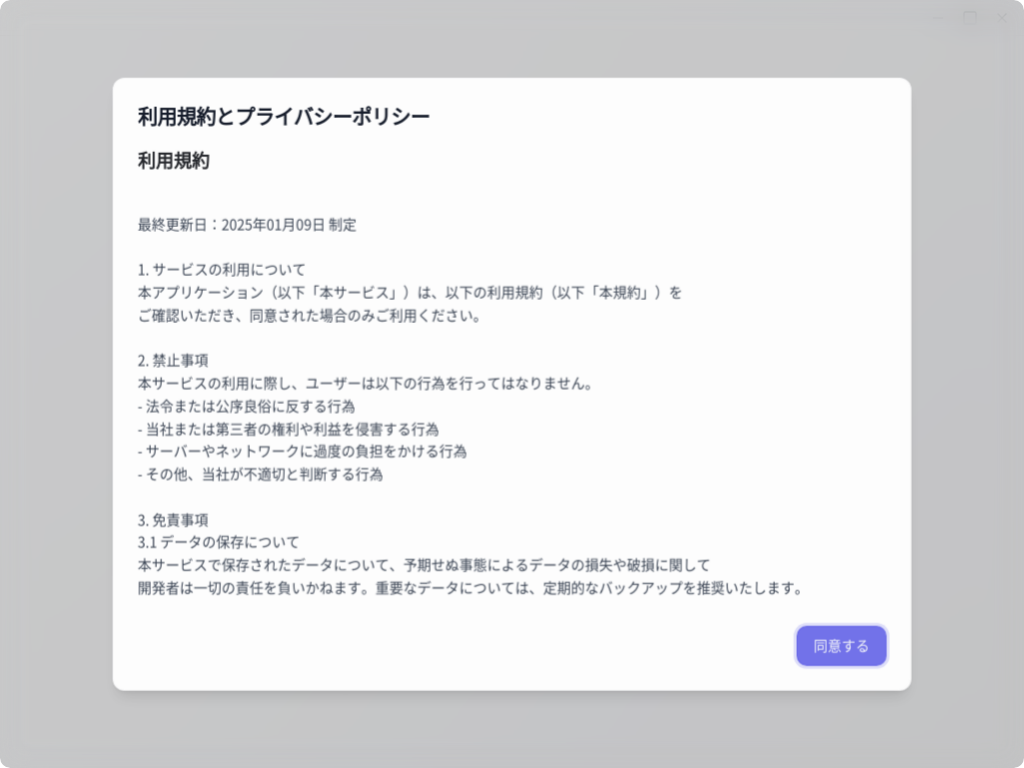 利用規約とプライバシーポリシー
利用規約
最終更新日：2025年01月09日 制定
1. サービスの利用について
本アプリケーション（以下「本サービス」）は、以下の利用規約（以下「本規約」）を
ご確認いただき、同意された場合のみご利用ください。
2. 禁止事項
本サービスの利用に際し、ユーザーは以下の行為を行ってはなりません。
- 法令または公序良俗に反する行為
- 当社または第三者の権利や利益を侵害する行為
- サーバーやネットワークに過度の負担をかける行為
- その他、当社が不適切と判断する行為
3. 免責事項
3.1 データの保存について
本サービスで保存されたデータについて、予期せぬ事態によるデータの損失や破損に関して
開発者は一切の責任を負いかねます。重要なデータについては、定期的なバックアップを推奨いたします。
同意する